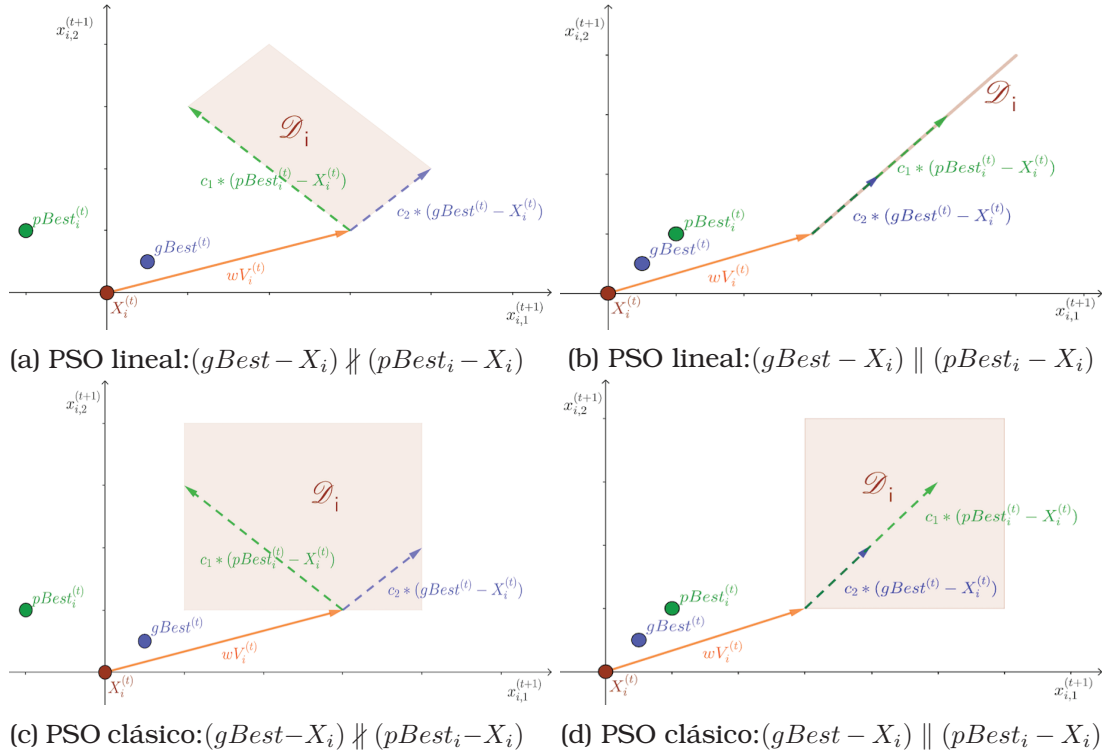 x_{i,2}^{(t+1)}
𝒟_i
c_1 * (pBest_i^{(t)} − X_i^{(t)})
c_2 * (gBest^{(t)} − X_i^{(t)})
pBest_i^{(t)}
gBest^{(t)}
wV_i^{(t)}
X_i^{(t)}
x_{i,1}^{(t+1)}
(a) PSO lineal:(gBest − X_i) ∦ (pBest_i − X_i)
x_{i,2}^{(t+1)}
𝒟_i
c_1 * (pBest_i^{(t)} − X_i^{(t)})
c_2 * (gBest^{(t)} − X_i^{(t)})
pBest_i^{(t)}
gBest^{(t)}
wV_i^{(t)}
X_i^{(t)}
x_{i,1}^{(t+1)}
(b) PSO lineal:(gBest − X_i) ∥ (pBest_i − X_i)
x_{i,2}^{(t+1)}
𝒟_i
c_1 * (pBest_i^{(t)} − X_i^{(t)})
c_2 * (gBest^{(t)} − X_i^{(t)})
pBest_i^{(t)}
gBest^{(t)}
wV_i^{(t)}
X_i^{(t)}
x_{i,1}^{(t+1)}
(c) PSO clásico:(gBest−X_i) ∦ (pBest_i−X_i)
x_{i,2}^{(t+1)}
𝒟_i
c_1 * (pBest_i^{(t)} − X_i^{(t)})
c_2 * (gBest^{(t)} − X_i^{(t)})
pBest_i^{(t)}
gBest^{(t)}
wV_i^{(t)}
X_i^{(t)}
x_{i,1}^{(t+1)}
(d) PSO clásico:(gBest − X_i) ∥ (pBest_i − X_i)